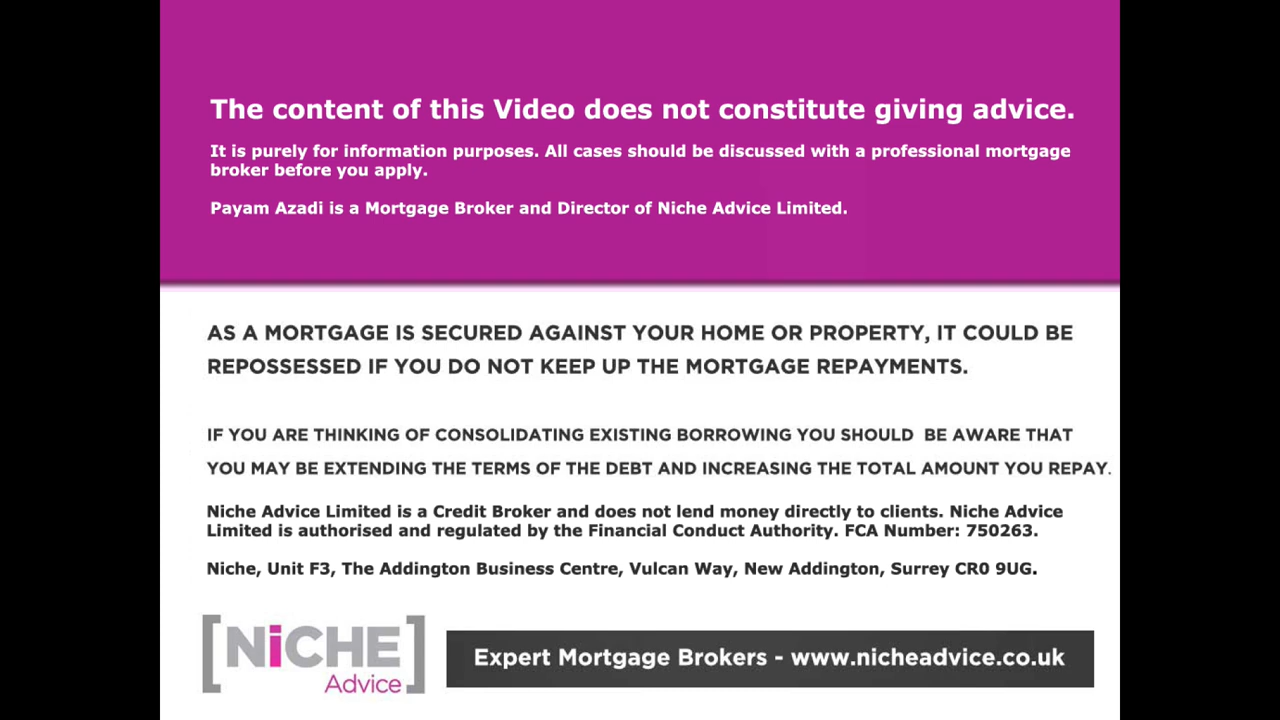 The content of this Video does not constitute giving advice.
It is purely for information purposes. All cases should be discussed with a professional mortgage
broker before you apply.
Payam Azadi is a Mortgage Broker and Director of Niche Advice Limited.
AS A MORTGAGE IS SECURED AGAINST YOUR HOME OR PROPERTY, IT COULD BE
REPOSSESSED IF YOU DO NOT KEEP UP THE MORTGAGE REPAYMENTS.
IF YOU ARE THINKING OF CONSOLIDATING EXISTING BORROWING YOU SHOULD  BE AWARE THAT
YOU MAY BE EXTENDING THE TERMS OF THE DEBT AND INCREASING THE TOTAL AMOUNT YOU REPAY.
Niche Advice Limited is a Credit Broker and does not lend money directly to clients. Niche Advice
Limited is authorised and regulated by the Financial Conduct Authority. FCA Number: 750263.
Niche, Unit F3, The Addington Business Centre, Vulcan Way, New Addington, Surrey CR0 9UG.
[NiCHE
Advice]
Expert Mortgage Brokers - www.nicheadvice.co.uk